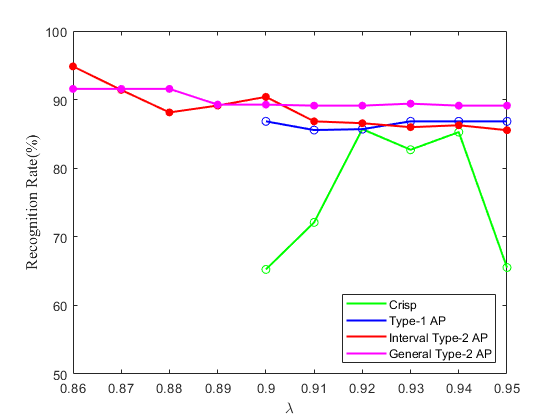 100
90
80
70
60
50
Recognition Rate(%)
0.86 0.87 0.88 0.89 0.9 0.91 0.92 0.93 0.94 0.95
λ
Crisp
Type-1 AP
Interval Type-2 AP
General Type-2 AP